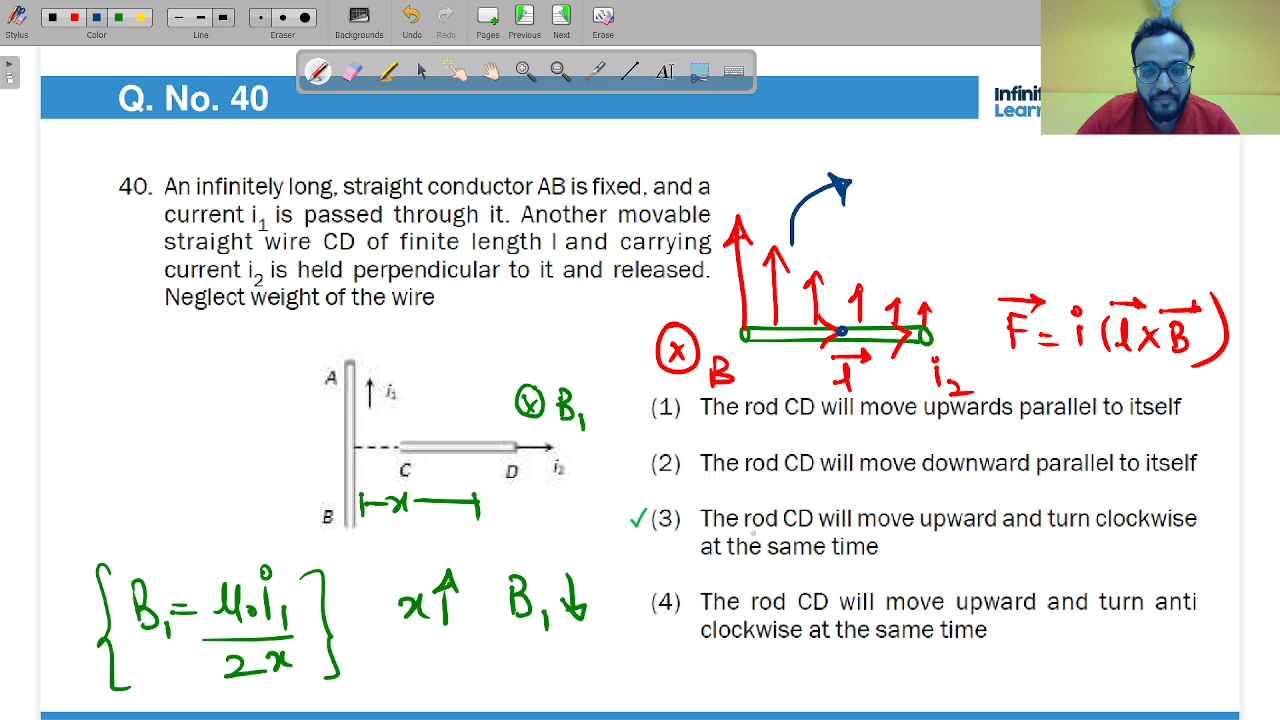 Stylus
Color
Line
Eraser
Backgrounds
Undo
Redo
Pages
Previous
Next
Erase
Q. No. 40
Infinit
Learn
40. An infinitely long, straight conductor AB is fixed, and a
current i₁ is passed through it. Another movable
straight wire CD of finite length l and carrying
current i₂ is held perpendicular to it and released.
Neglect weight of the wire
A
i₁
B
C
D
i₂
x
⊗ B₁
⊗ B
l
i₂
F = i (l × B)
(1) The rod CD will move upwards parallel to itself
(2) The rod CD will move downward parallel to itself
✓(3) The rod CD will move upward and turn clockwise
at the same time
(4) The rod CD will move upward and turn anti
clockwise at the same time
{B₁ = μ₀i₁ / 2x} x↑ B₁↓